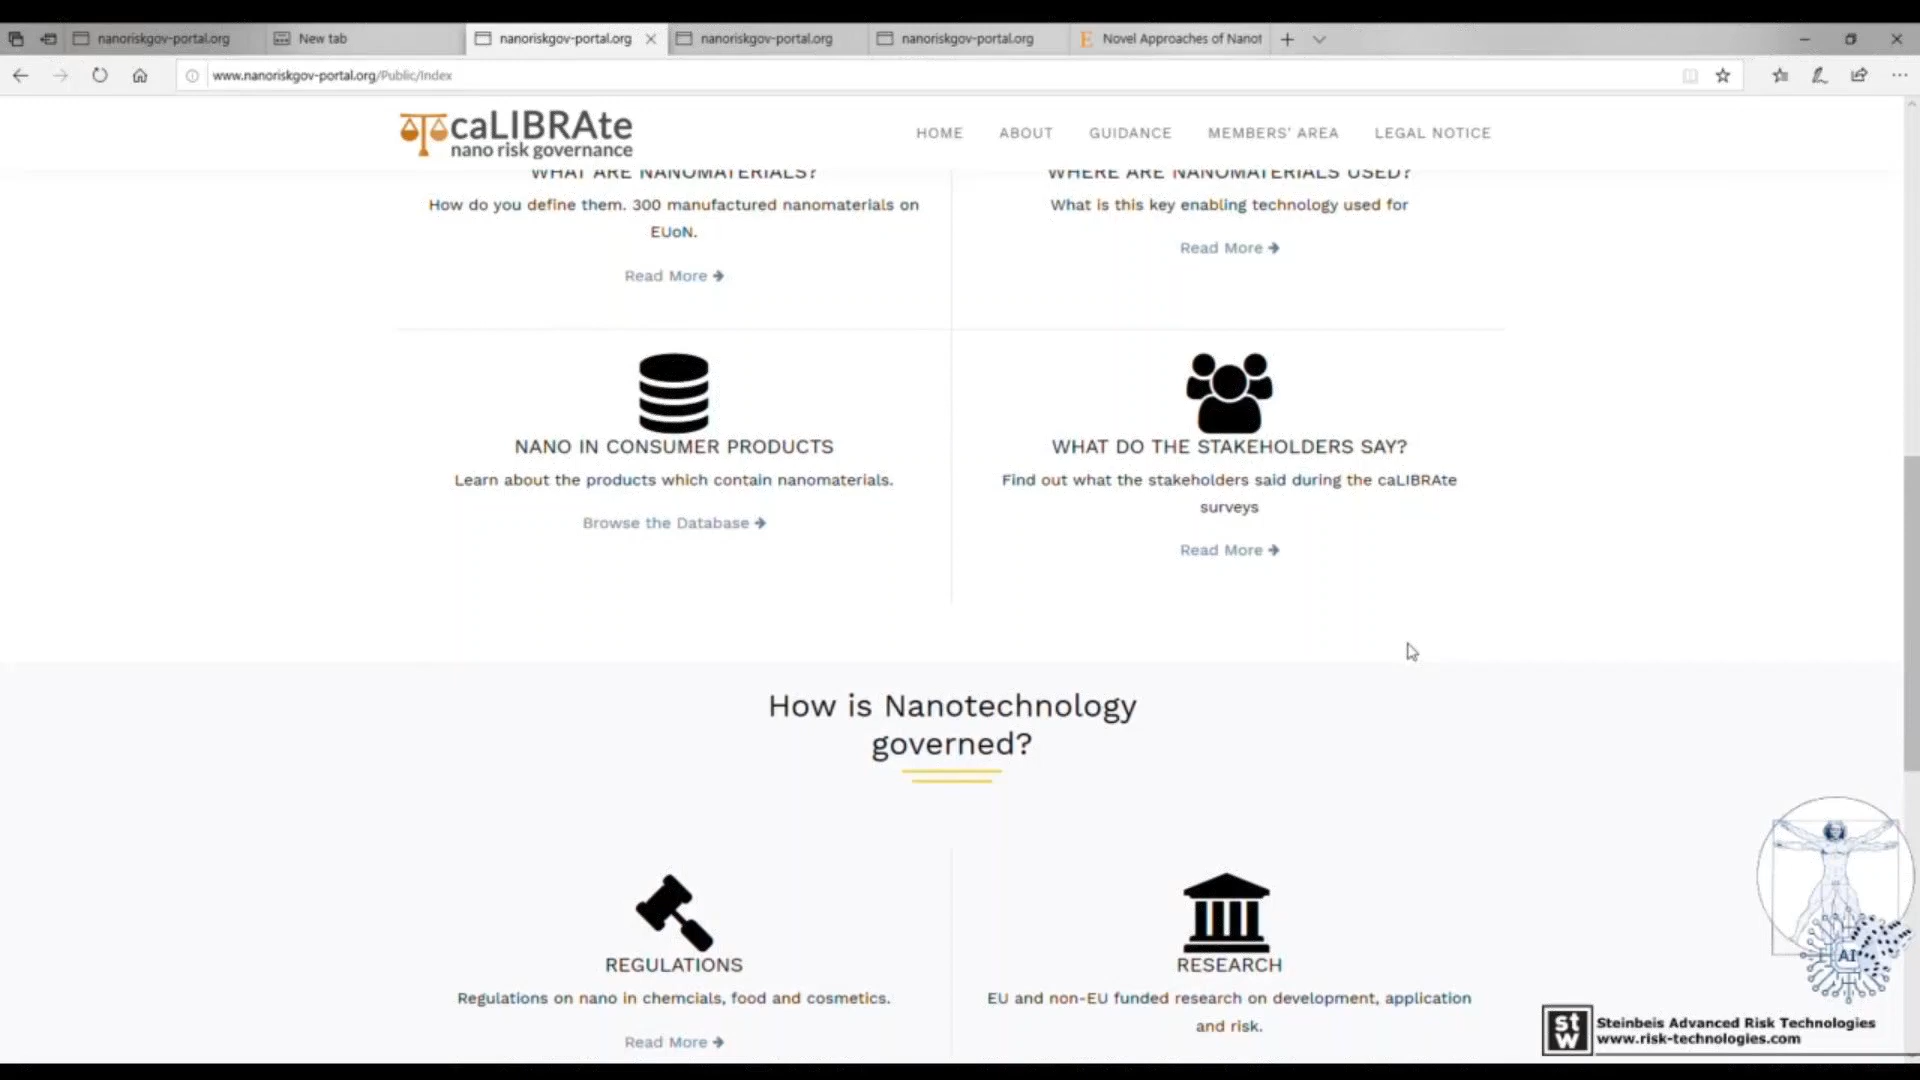 nanoriskgov-portal.org
New tab
nanoriskgov-portal.org
nanoriskgov-portal.org
nanoriskgov-portal.org
Novel Approaches of Nanot
www.nanoriskgov-portal.org/Public/Index
caLIBRAte
nano risk governance
HOME
ABOUT
GUIDANCE
MEMBERS' AREA
LEGAL NOTICE
WHAT ARE NANOMATERIALS?
How do you define them. 300 manufactured nanomaterials on
EUoN.
Read More
WHERE ARE NANOMATERIALS USED?
What is this key enabling technology used for
Read More
NANO IN CONSUMER PRODUCTS
Learn about the products which contain nanomaterials.
Browse the Database
WHAT DO THE STAKEHOLDERS SAY?
Find out what the stakeholders said during the caLIBRAte
surveys
Read More
How is Nanotechnology
governed?
REGULATIONS
Regulations on nano in chemcials, food and cosmetics.
Read More
RESEARCH
EU and non-EU funded research on development, application
and risk.
AI
st
w
Steinbeis Advanced Risk Technologies
www.risk-technologies.com